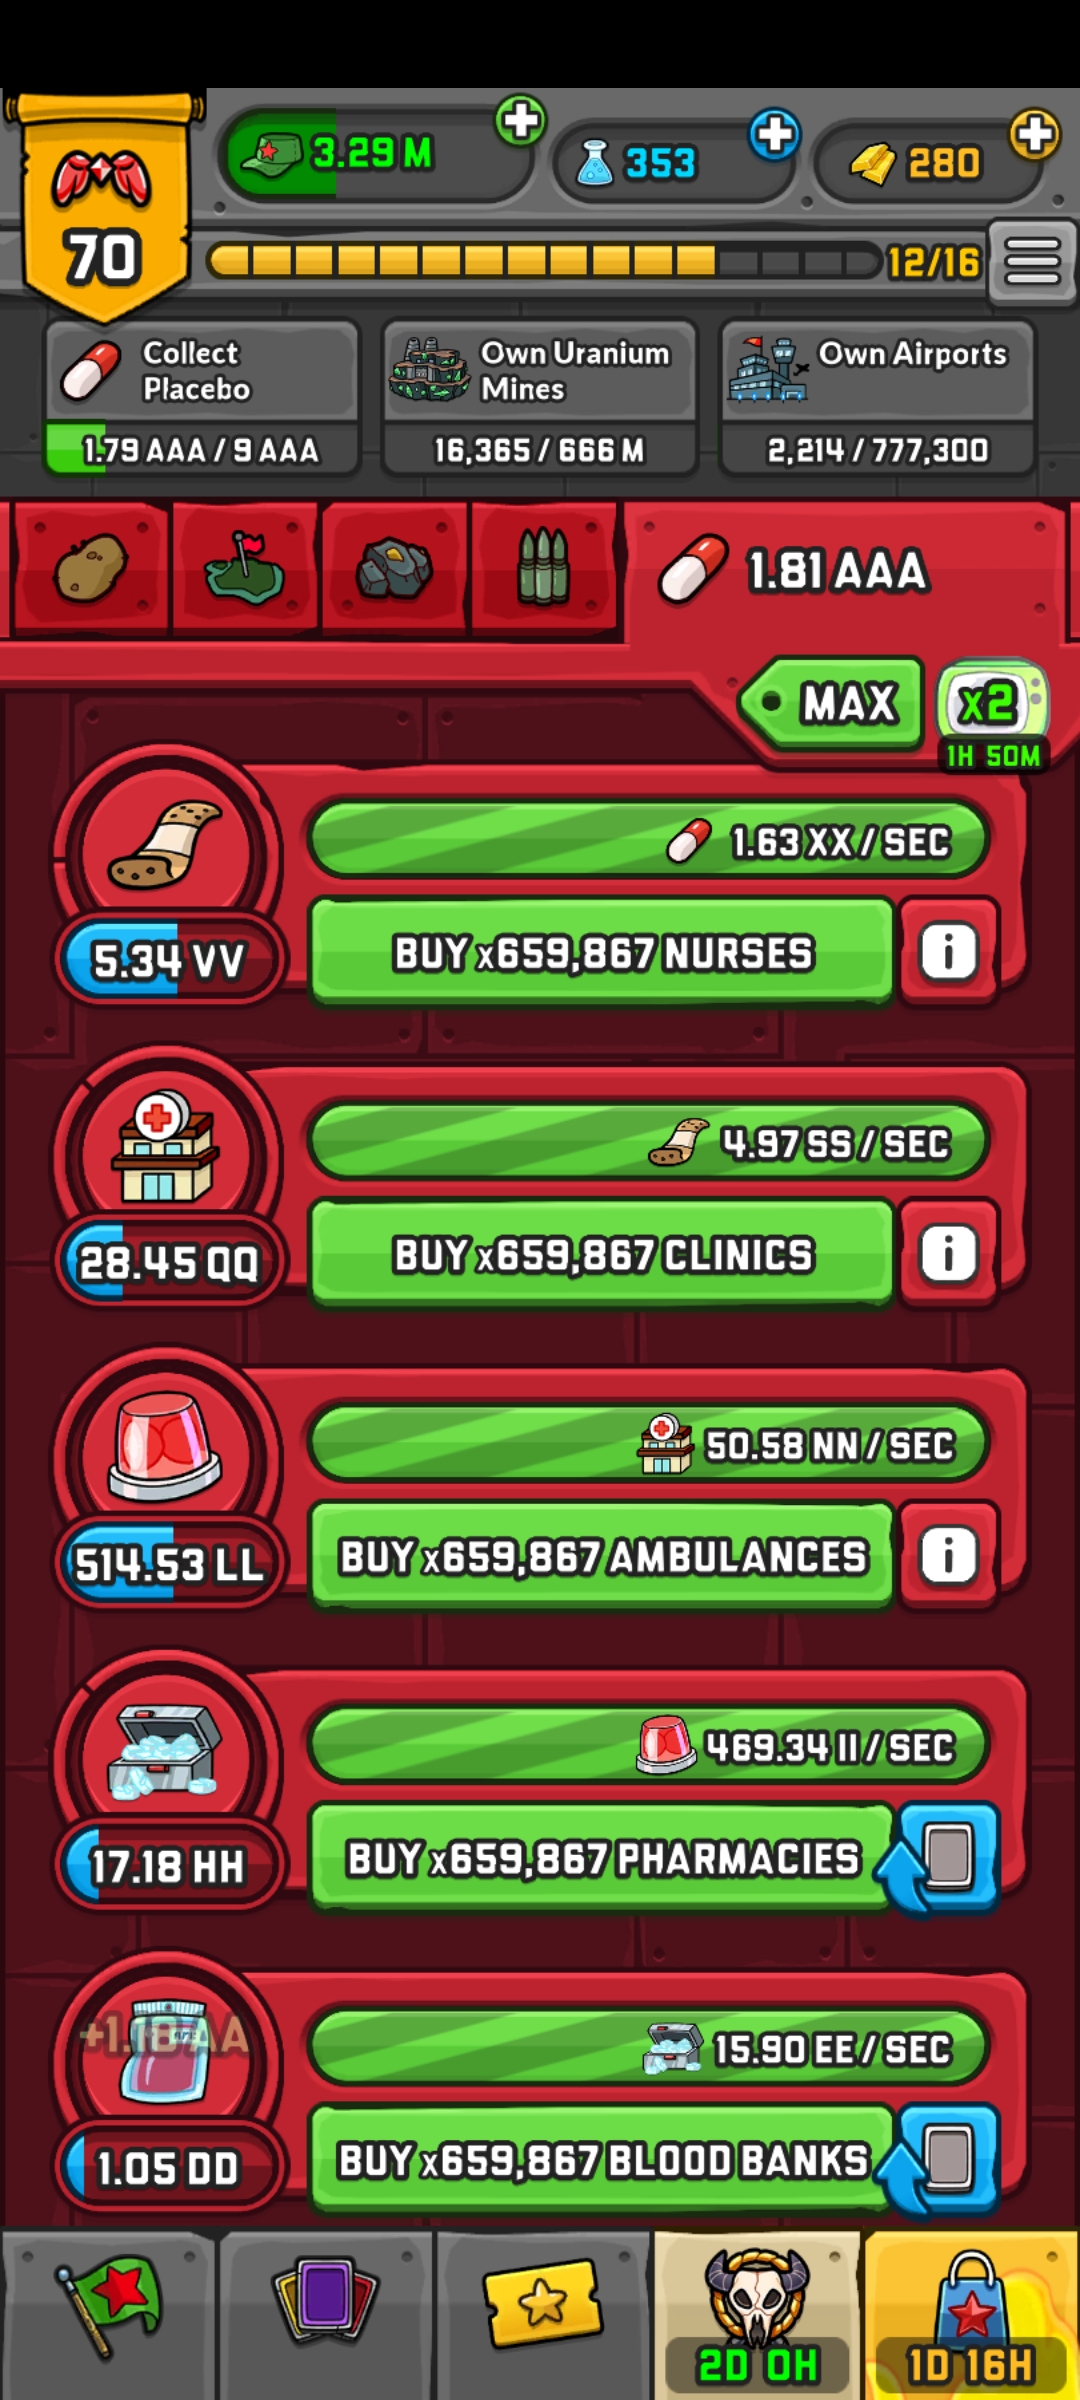 70
3.29 M
353
280
12/16
Collect
Placebo
1.79 AAA / 9 AAA
Own Uranium
Mines
16,365 / 666 M
Own Airports
2,214 / 777,300
1.81 AAA
MAX
x2
1H 50M
1.63 XX / SEC
5.34 VV
BUY x659,867 NURSES
i
4.97 SS / SEC
28.45 QQ
BUY x659,867 CLINICS
i
50.58 NN / SEC
514.53 LL
BUY x659,867 AMBULANCES
i
469.34 II / SEC
17.18 HH
BUY x659,867 PHARMACIES
+1.18 AA
15.90 EE / SEC
1.05 DD
BUY x659,867 BLOOD BANKS
2D 0H
1D 16H